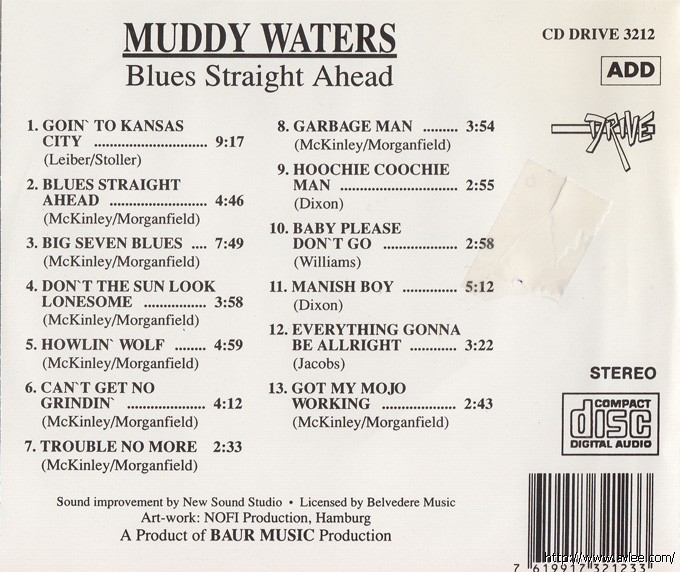 MUDDY WATERS
Blues Straight Ahead
CD DRIVE 3212
ADD
DRIVE
1. GOIN` TO KANSAS
CITY ............................ 9:17
(Leiber/Stoller)
2. BLUES STRAIGHT
AHEAD ........................ 4:46
(McKinley/Morganfield)
3. BIG SEVEN BLUES .... 7:49
(McKinley/Morganfield)
4. DON`T THE SUN LOOK
LONESOME ................ 3:58
(McKinley/Morganfield)
5. HOWLIN` WOLF ........ 4:59
(McKinley/Morganfield)
6. CAN`T GET NO
GRINDIN` .................... 4:12
(McKinley/Morganfield)
7. TROUBLE NO MORE 2:33
(McKinley/Morganfield)
8. GARBAGE MAN ......... 3:54
(McKinley/Morganfield)
9. HOOCHIE COOCHIE
MAN ............................. 2:55
(Dixon)
10. BABY PLEASE
DON`T GO ................... 2:58
(Williams)
11. MANISH BOY .............. 5:12
(Dixon)
12. EVERYTHING GONNA
BE ALLRIGHT ............ 3:22
(Jacobs)
13. GOT MY MOJO
WORKING ................... 2:43
(McKinley/Morganfield)
STEREO
COMPACT
disc
DIGITAL AUDIO
Sound improvement by New Sound Studio • Licensed by Belvedere Music
Art-work: NOFI Production, Hamburg
A Product of BAUR MUSIC Production
7 619917 321233